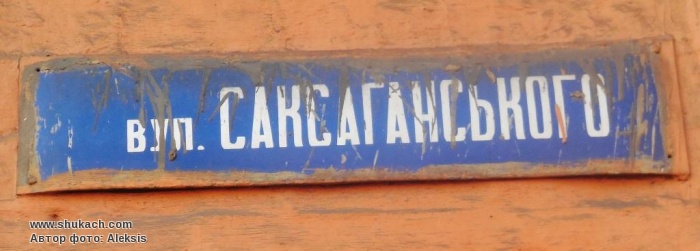 вул. САКСАГАНСЬКОГО
www.shukach.com
Автор фото: Aleksis